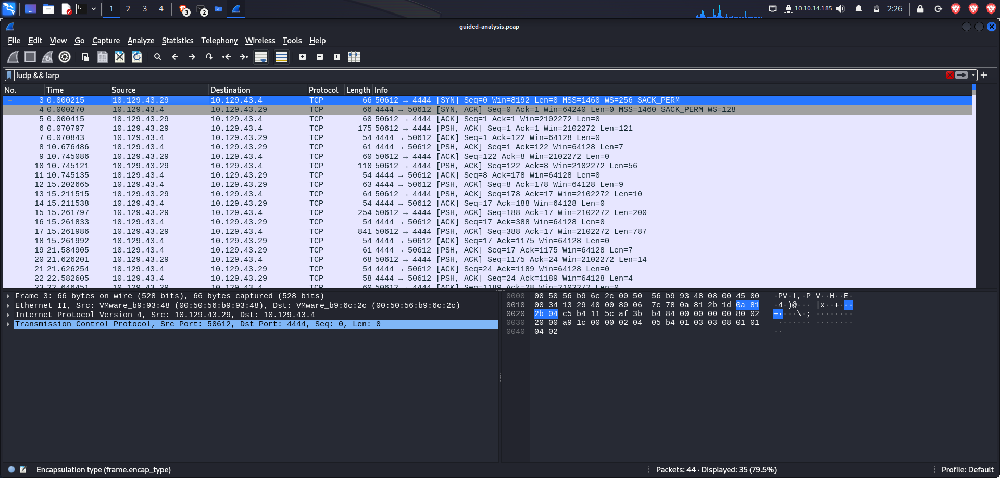 1 2 3 4 3 2 10.10.14.185 2:26
guided-analysis.pcap
File Edit View Go Capture Analyze Statistics Telephony Wireless Tools Help
!udp && !arp
No. Time Source Destination Protocol Length Info
3 0.000215 10.129.43.29 10.129.43.4 TCP 66 50612 → 4444 [SYN] Seq=0 Win=8192 Len=0 MSS=1460 WS=256 SACK_PERM
4 0.000270 10.129.43.4 10.129.43.29 TCP 66 4444 → 50612 [SYN, ACK] Seq=0 Ack=1 Win=64240 Len=0 MSS=1460 SACK_PERM WS=128
5 0.000415 10.129.43.29 10.129.43.4 TCP 60 50612 → 4444 [ACK] Seq=1 Ack=1 Win=2102272 Len=0
6 0.070797 10.129.43.29 10.129.43.4 TCP 175 50612 → 4444 [PSH, ACK] Seq=1 Ack=1 Win=2102272 Len=121
7 0.070843 10.129.43.4 10.129.43.29 TCP 54 4444 → 50612 [ACK] Seq=1 Ack=122 Win=64128 Len=0
8 10.676486 10.129.43.4 10.129.43.29 TCP 61 4444 → 50612 [PSH, ACK] Seq=1 Ack=122 Win=64128 Len=7
9 10.745086 10.129.43.29 10.129.43.4 TCP 60 50612 → 4444 [ACK] Seq=122 Ack=8 Win=2102272 Len=0
10 10.745121 10.129.43.29 10.129.43.4 TCP 110 50612 → 4444 [PSH, ACK] Seq=122 Ack=8 Win=2102272 Len=56
11 10.745135 10.129.43.4 10.129.43.29 TCP 54 4444 → 50612 [ACK] Seq=8 Ack=178 Win=64128 Len=0
12 15.202665 10.129.43.4 10.129.43.29 TCP 63 4444 → 50612 [PSH, ACK] Seq=8 Ack=178 Win=64128 Len=9
13 15.211515 10.129.43.29 10.129.43.4 TCP 64 50612 → 4444 [PSH, ACK] Seq=178 Ack=17 Win=2102272 Len=10
14 15.211538 10.129.43.4 10.129.43.29 TCP 54 4444 → 50612 [ACK] Seq=17 Ack=188 Win=64128 Len=0
15 15.261797 10.129.43.29 10.129.43.4 TCP 254 50612 → 4444 [PSH, ACK] Seq=188 Ack=17 Win=2102272 Len=200
16 15.261833 10.129.43.4 10.129.43.29 TCP 54 4444 → 50612 [ACK] Seq=17 Ack=388 Win=64128 Len=0
17 15.261986 10.129.43.29 10.129.43.4 TCP 841 50612 → 4444 [PSH, ACK] Seq=388 Ack=17 Win=2102272 Len=787
18 15.261992 10.129.43.4 10.129.43.29 TCP 54 4444 → 50612 [ACK] Seq=17 Ack=1175 Win=64128 Len=0
19 21.584905 10.129.43.4 10.129.43.29 TCP 61 4444 → 50612 [PSH, ACK] Seq=17 Ack=1175 Win=64128 Len=7
20 21.626201 10.129.43.29 10.129.43.4 TCP 68 50612 → 4444 [PSH, ACK] Seq=1175 Ack=24 Win=2102272 Len=14
21 21.626254 10.129.43.4 10.129.43.29 TCP 54 4444 → 50612 [ACK] Seq=24 Ack=1189 Win=64128 Len=0
22 22.582605 10.129.43.4 10.129.43.29 TCP 58 4444 → 50612 [PSH, ACK] Seq=24 Ack=1189 Win=64128 Len=4
23 22.646451 10.129.43.29 10.129.43.4 TCP 60 50612 → 4444 [ACK] Seq=1189 Ack=28 Win=2102272 Len=0
Frame 3: 66 bytes on wire (528 bits), 66 bytes captured (528 bits)
Ethernet II, Src: VMware_b9:93:48 (00:50:56:b9:93:48), Dst: VMware_b9:6c:2c (00:50:56:b9:6c:2c)
Internet Protocol Version 4, Src: 10.129.43.29, Dst: 10.129.43.4
Transmission Control Protocol, Src Port: 50612, Dst Port: 4444, Seq: 0, Len: 0
0000 00 50 56 b9 6c 2c 00 50 56 b9 93 48 08 00 45 00 ·PV·l,·P V··H··E·
0010 00 34 13 29 40 00 80 06 7c 78 0a 81 2b 1d 0a 81 ·4·)@··· |x··+···
0020 2b 04 c5 b4 11 5c af 3b b4 84 00 00 00 00 80 02 +····\·; ········
0030 20 00 a9 1c 00 00 02 04 05 b4 01 03 03 08 01 01 ······· ········
0040 04 02 ··
Encapsulation type (frame.encap_type) Packets: 44 · Displayed: 35 (79.5%) Profile: Default